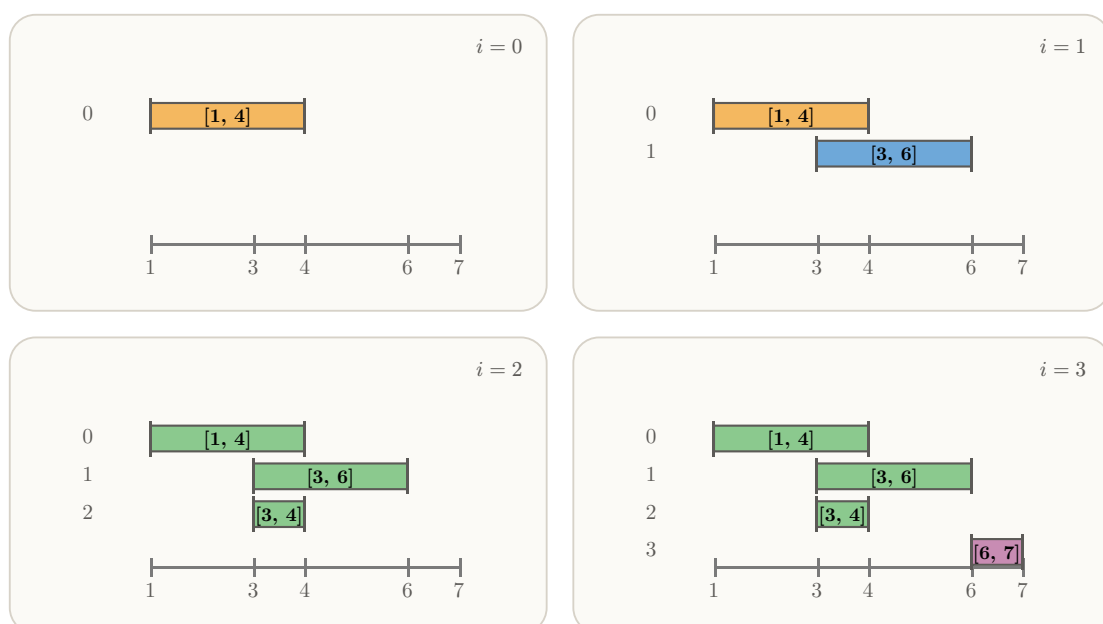 i = 0
0 [1, 4]
1 3 4 6 7
i = 1
0 [1, 4]
1 [3, 6]
1 3 4 6 7
i = 2
0 [1, 4]
1 [3, 6]
2 [3, 4]
1 3 4 6 7
i = 3
0 [1, 4]
1 [3, 6]
2 [3, 4]
3 [6, 7]
1 3 4 6 7